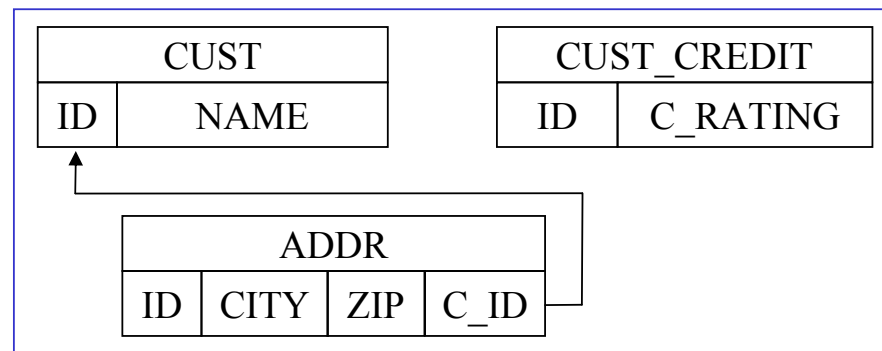 CUST
ID NAME
CUST_CREDIT
ID C_RATING
ADDR
ID CITY ZIP C_ID